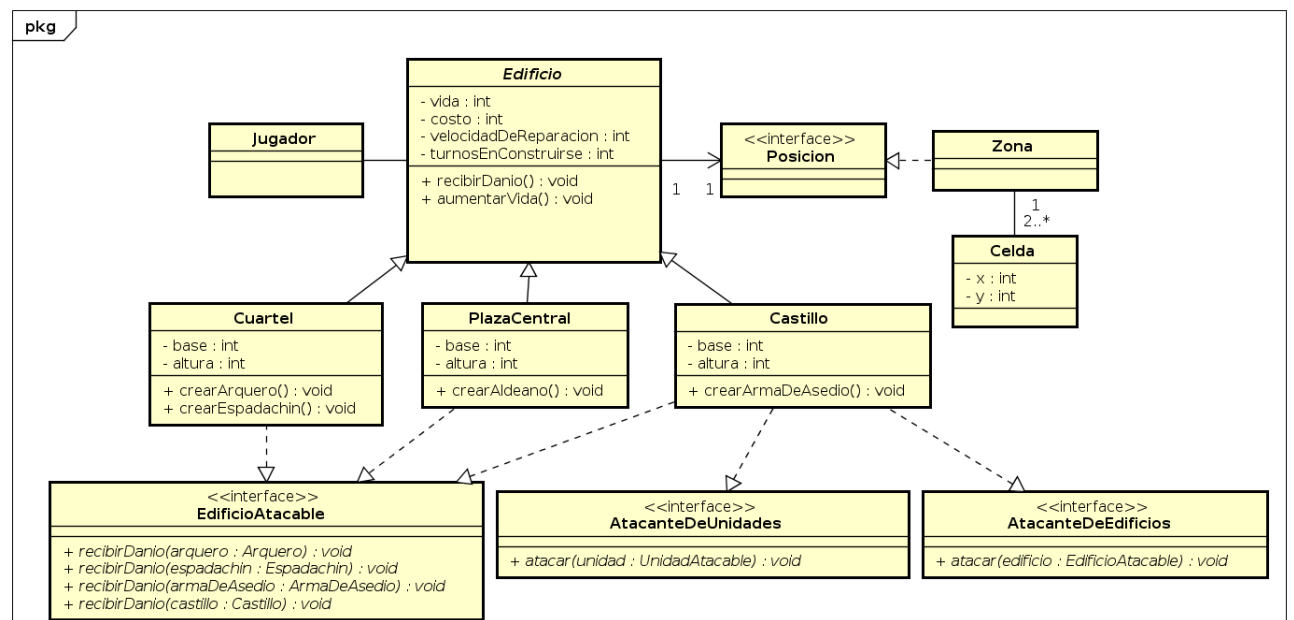 pkg
Edificio
- vida : int
- costo : int
- velocidadDeReparacion : int
- turnosEnConstruirse : int
+ recibirDanio() : void
+ aumentarVida() : void
Jugador
1 1
<<interface>>
Posicion
Zona
1
2..*
Celda
- x : int
- y : int
Cuartel
- base : int
- altura : int
+ crearArquero() : void
+ crearEspadachin() : void
PlazaCentral
- base : int
- altura : int
+ crearAldeano() : void
Castillo
- base : int
- altura : int
+ crearArmaDeAsedio() : void
<<interface>>
EdificioAtacable
+ recibirDanio(arquero : Arquero) : void
+ recibirDanio(espadachin : Espadachin) : void
+ recibirDanio(armaDeAsedio : ArmaDeAsedio) : void
+ recibirDanio(castillo : Castillo) : void
<<interface>>
AtacanteDeUnidades
+ atacar(unidad : UnidadAtacable) : void
<<interface>>
AtacanteDeEdificios
+ atacar(edificio : EdificioAtacable) : void